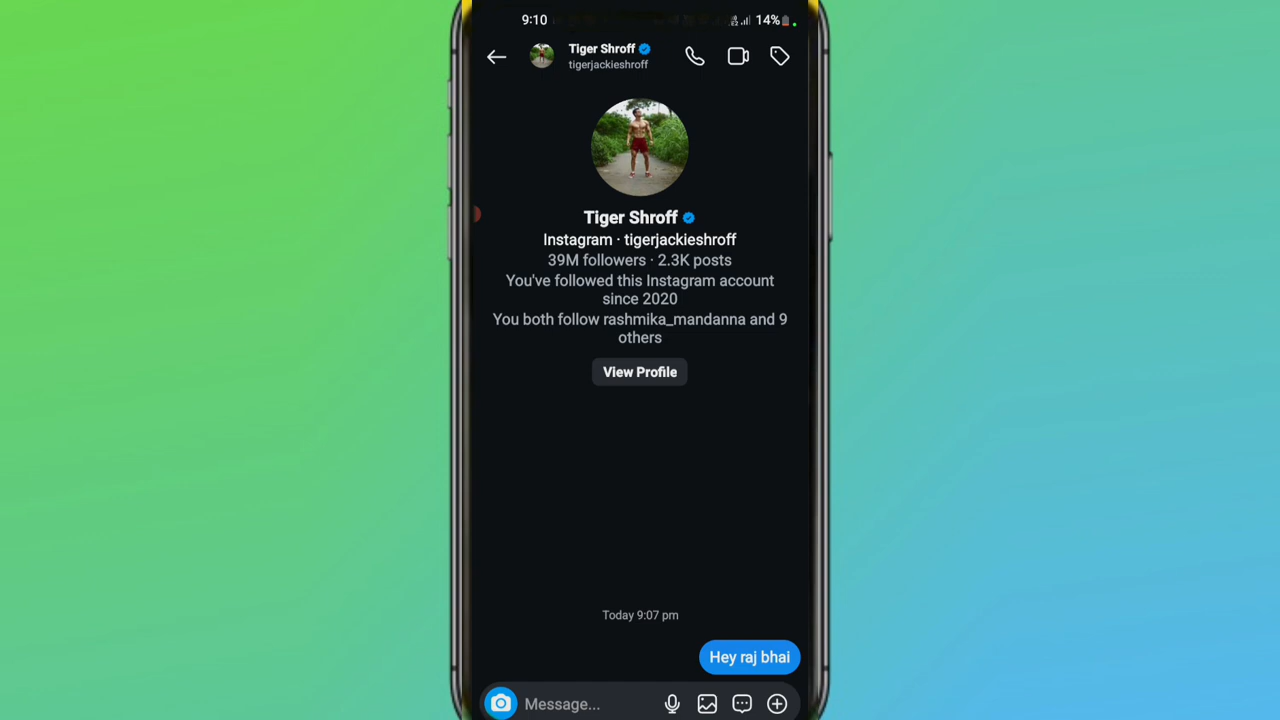 9:10
14%
Tiger Shroff
tigerjackieshroff
Tiger Shroff
Instagram · tigerjackieshroff
39M followers · 2.3K posts
You've followed this Instagram account
since 2020
You both follow rashmika_mandanna and 9
others
View Profile
Today 9:07 pm
Hey raj bhai
Message...